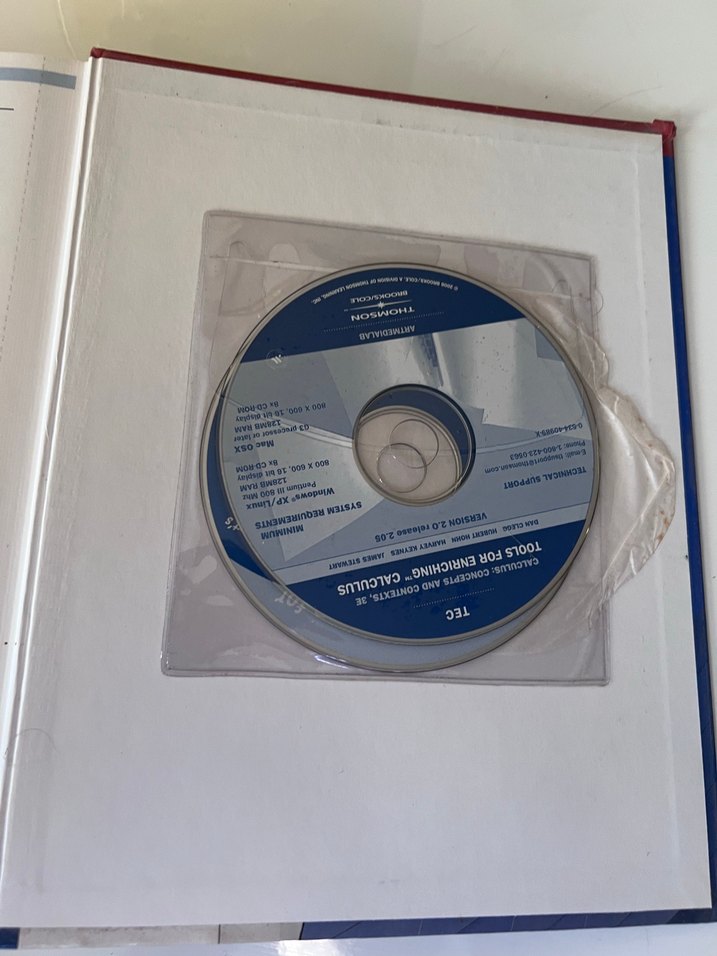 TEC
CALCULUS: CONCEPTS AND CONTEXTS, 3E
TOOLS FOR ENRICHING™ CALCULUS
DAN CLEGG HUBERT HOHN HARVEY KEYNES JAMES STEWART
VERSION 2.0 release 2.05
TECHNICAL SUPPORT
E-mail: tlsupport@thomson.com
Phone: 1-800-423-0563
0-534-40985-X
MINIMUM
SYSTEM REQUIREMENTS
Windows® XP/Linux
Pentium III 800 Mhz
128MB RAM
800 X 600, 16 bit display
8x CD-ROM
Mac OSX
G3 processor or later
128MB RAM
800 X 600, 16 bit display
8x CD-ROM
ARTMEDIALAB
THOMSON
BROOKS/COLE
© 2006 BROOKS/COLE, A DIVISION OF THOMSON LEARNING, INC.